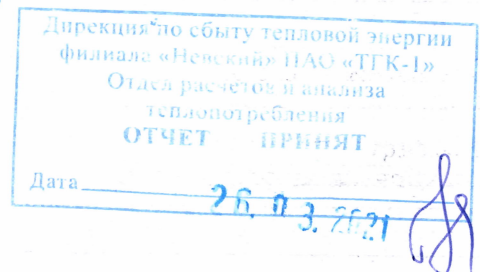 Дирекция по сбыту тепловой энергии
филиала «Невский» ПАО «ТГК-1»
Отдел расчетов и анализа
теплопотребления
ОТЧЕТ ПРИНЯТ
Дата 26. 03. 2021